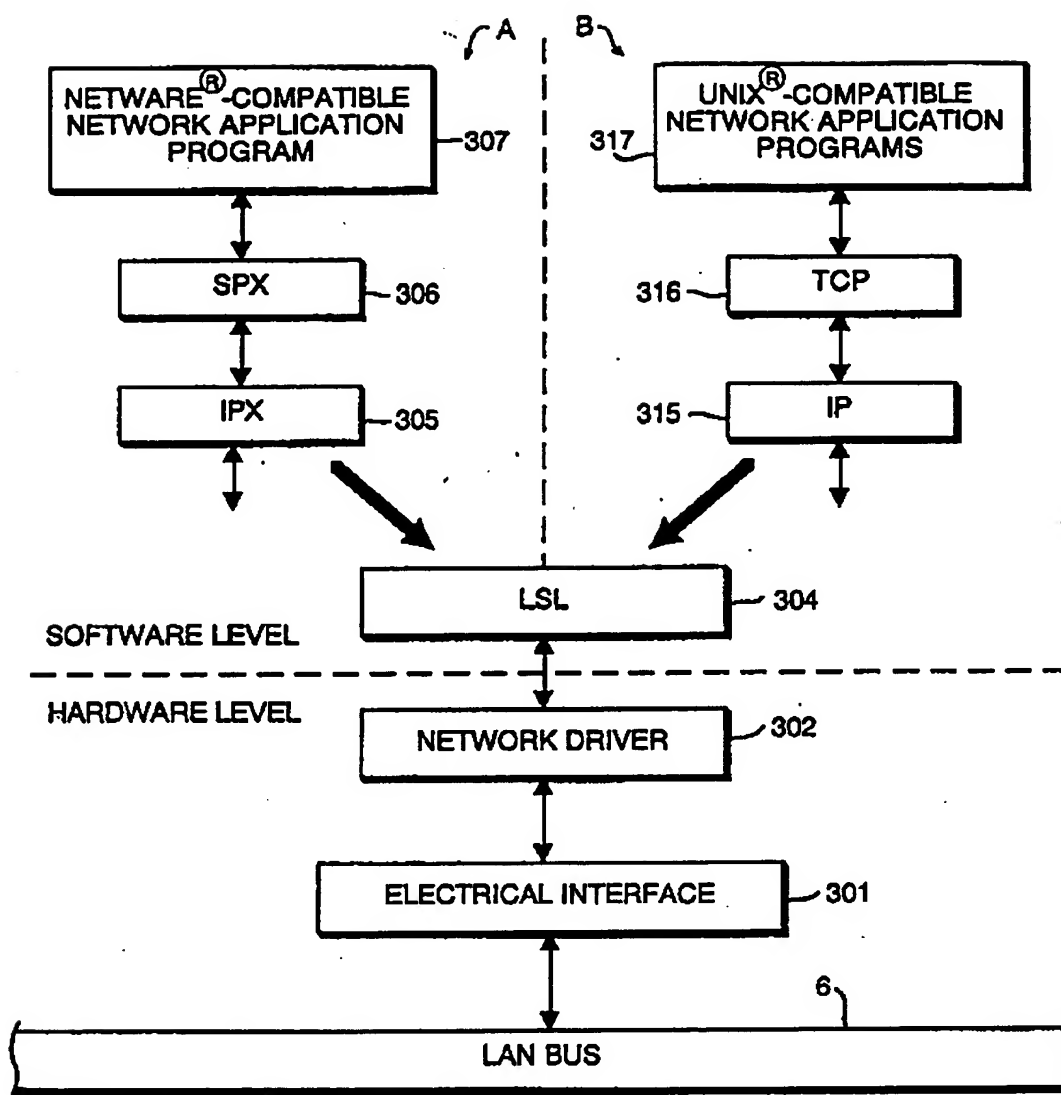 A
B
NETWARE®-COMPATIBLE
NETWORK APPLICATION
PROGRAM
307
UNIX®-COMPATIBLE
NETWORK APPLICATION
PROGRAMS
317
SPX
306
TCP
316
IPX
305
IP
315
LSL
304
SOFTWARE LEVEL
HARDWARE LEVEL
NETWORK DRIVER
302
ELECTRICAL INTERFACE
301
6
LAN BUS